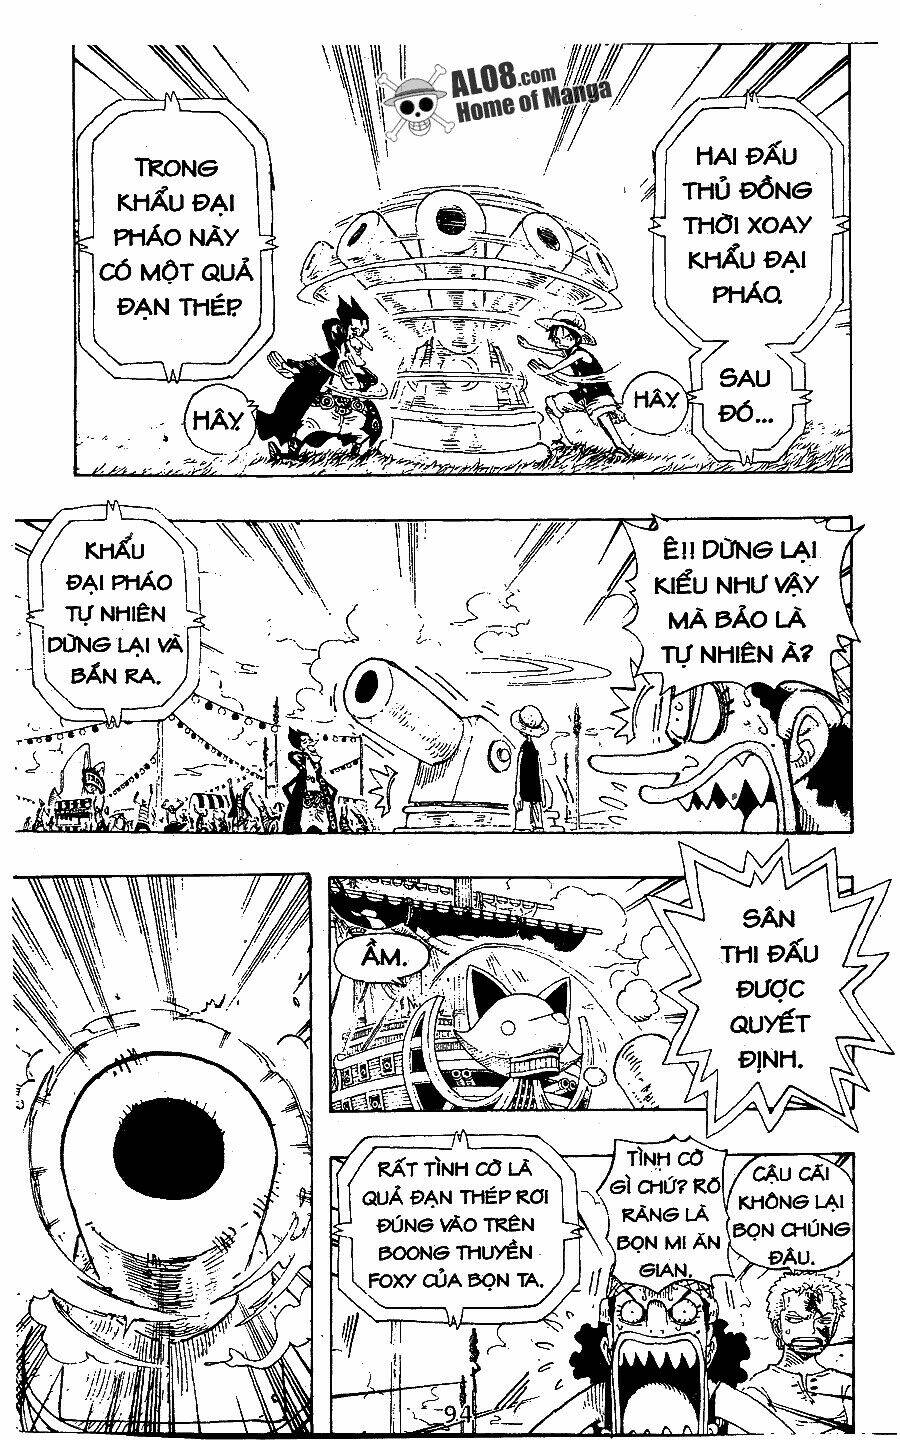 ALO8.com
Home of Manga
HAI ĐẤU
THỦ ĐỒNG
THỜI XOAY
KHẨU ĐẠI
PHÁO.
SAU
ĐÓ...
TRONG
KHẨU ĐẠI
PHÁO NÀY
CÓ MỘT QUẢ
ĐẠN THÉP.
HÂY.
HÂY.
KHẨU
ĐẠI PHÁO
TỰ NHIÊN
DỪNG LẠI VÀ
BẮN RA.
Ê!! DỪNG LẠI
KIỂU NHƯ VẬY
MÀ BẢO LÀ
TỰ NHIÊN À?
ẦM.
SÂN
THI ĐẤU
ĐƯỢC
QUYẾT
ĐỊNH.
RẤT TÌNH CỜ LÀ
QUẢ ĐẠN THÉP RƠI
ĐÚNG VÀO TRÊN
BOONG THUYỀN
FOXY CỦA BỌN TA.
TÌNH CỜ
GÌ CHỨ? RÕ
RÀNG LÀ
BỌN MI ĂN
GIAN.
CẬU CÃI
KHÔNG LẠI
BỌN CHÚNG
ĐÂU.
94